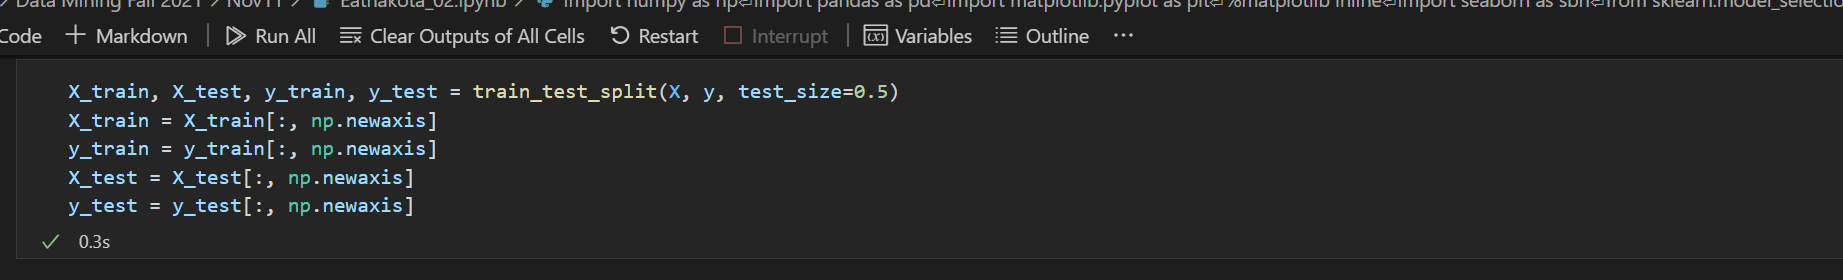 Data Mining Fall 2021 > Nov11 > Eathakota_02.ipynb > import numpy as np⏎import pandas as pd⏎import matplotlib.pyplot as plt⏎%matplotlib inline⏎import seaborn as sbn⏎from sklearn.model_selectio
Code + Markdown | Run All Clear Outputs of All Cells Restart Interrupt | Variables Outline ···
X_train, X_test, y_train, y_test = train_test_split(X, y, test_size=0.5)
X_train = X_train[:, np.newaxis]
y_train = y_train[:, np.newaxis]
X_test = X_test[:, np.newaxis]
y_test = y_test[:, np.newaxis]
0.3s